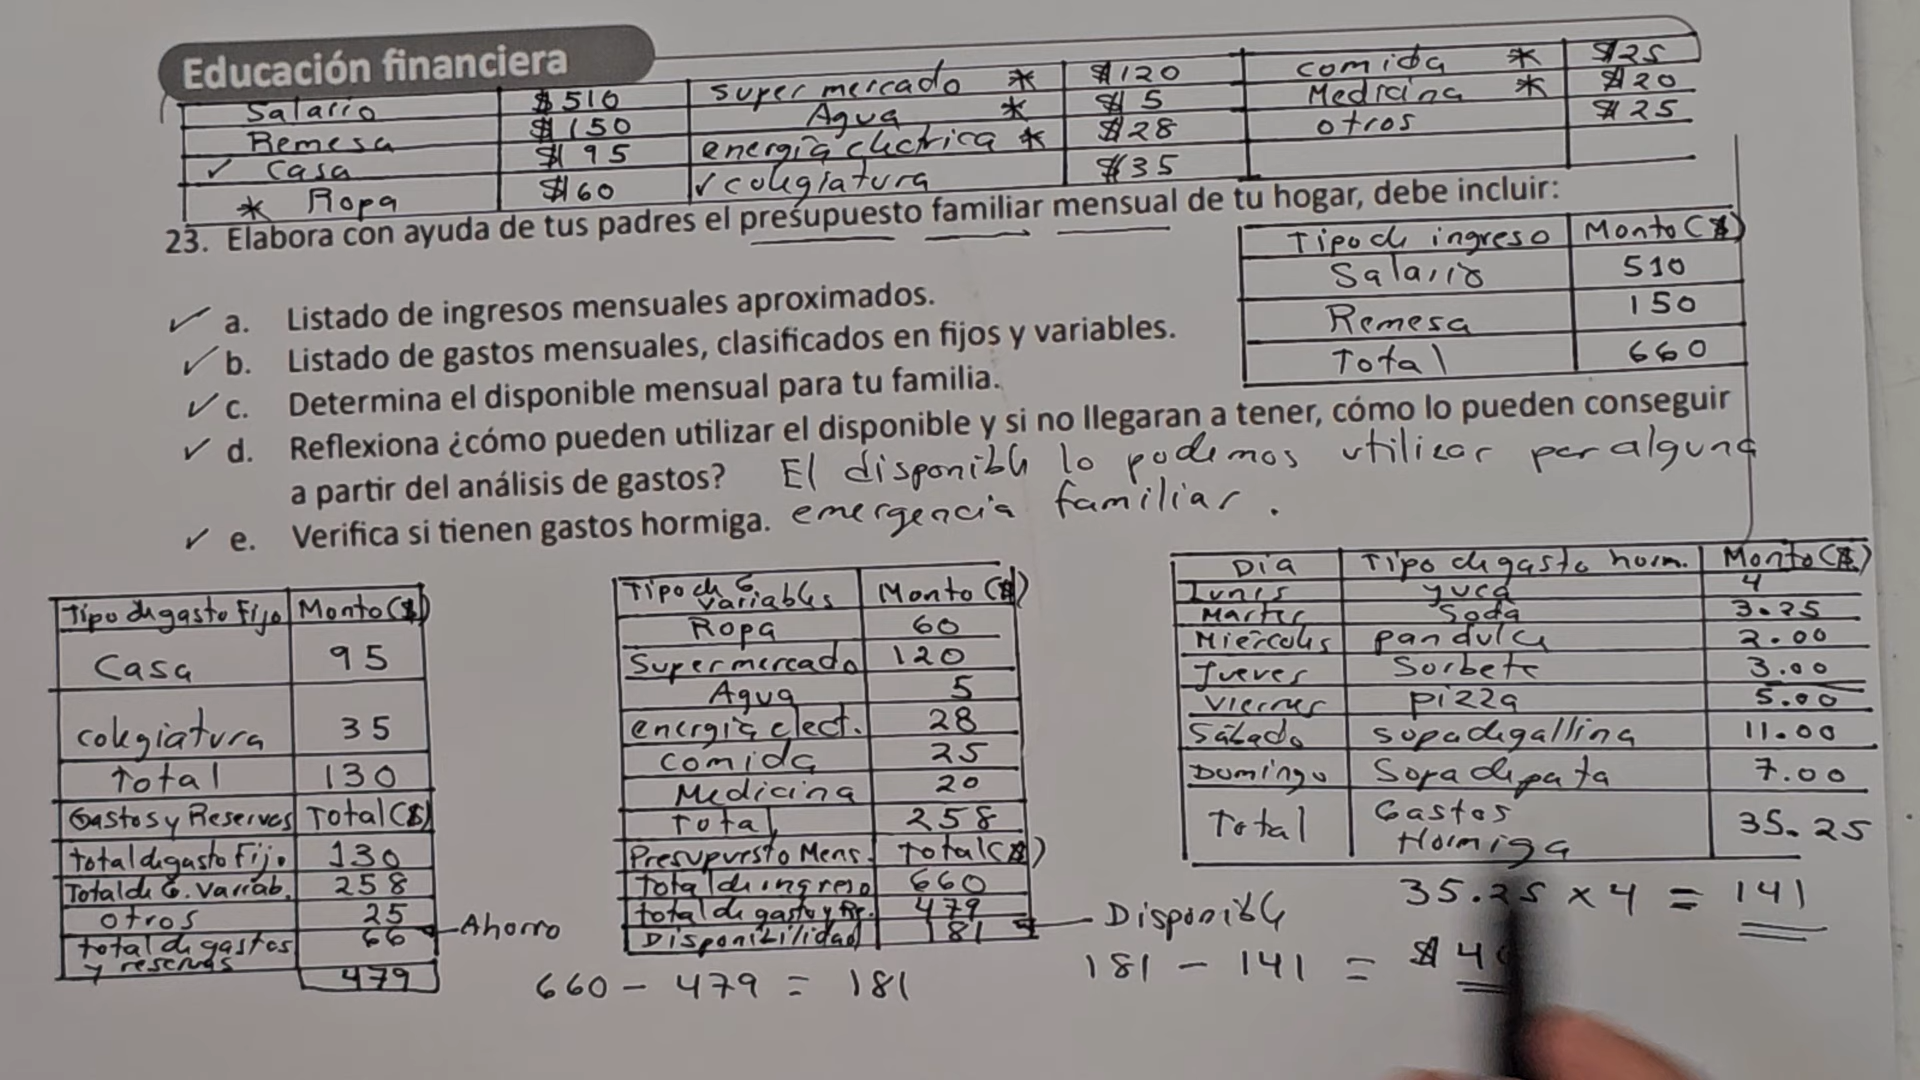 Educación financiera
Salario $510 supermercado * $120 comida * $25
Remesa $150 Agua * $5 Medicina * $20
✓ Casa $95 energía electrica * $28 otros $25
* Ropa $60 ✓ colegiatura $35
23. Elabora con ayuda de tus padres el presupuesto familiar mensual de tu hogar, debe incluir:
✓ a. Listado de ingresos mensuales aproximados.
✓ b. Listado de gastos mensuales, clasificados en fijos y variables.
✓ c. Determina el disponible mensual para tu familia.
✓ d. Reflexiona ¿cómo pueden utilizar el disponible y si no llegaran a tener, cómo lo pueden conseguir
a partir del análisis de gastos? El disponible lo podemos utilizar por alguna
emergencia familiar.
✓ e. Verifica si tienen gastos hormiga.
Tipo de ingreso Monto ($)
Salario 510
Remesa 150
Total 660
Tipo de gasto Fijo Monto ($)
Casa 95
colegiatura 35
Total 130
Gastos y Reservas Total ($)
total de gasto Fijo 130
Total de G. Variab. 258
otros 25
total de gastos y reservas 66 Ahorro
479
Tipo de G. variables Monto ($)
Ropa 60
Supermercado 120
Agua 5
energía elect. 28
Comida 25
Medicina 20
Total 258
Presupuesto Mens. Total ($)
Total de ingreso 660
total de gasto y 479
Disponibilidad 181 Disponible
660 - 479 = 181
Día Tipo de gasto horm. Monto ($)
Lunes yuca 4
Martes Soda 3.25
Miércoles pan dulce 2.00
Jueves Sorbete 3.00
Viernes pizza 5.00
Sábado sopa de gallina 11.00
Domingo Sopa de pata 7.00
Total Gastos Hormiga 35.25
35.25 x 4 = 141
181 - 141 = $4